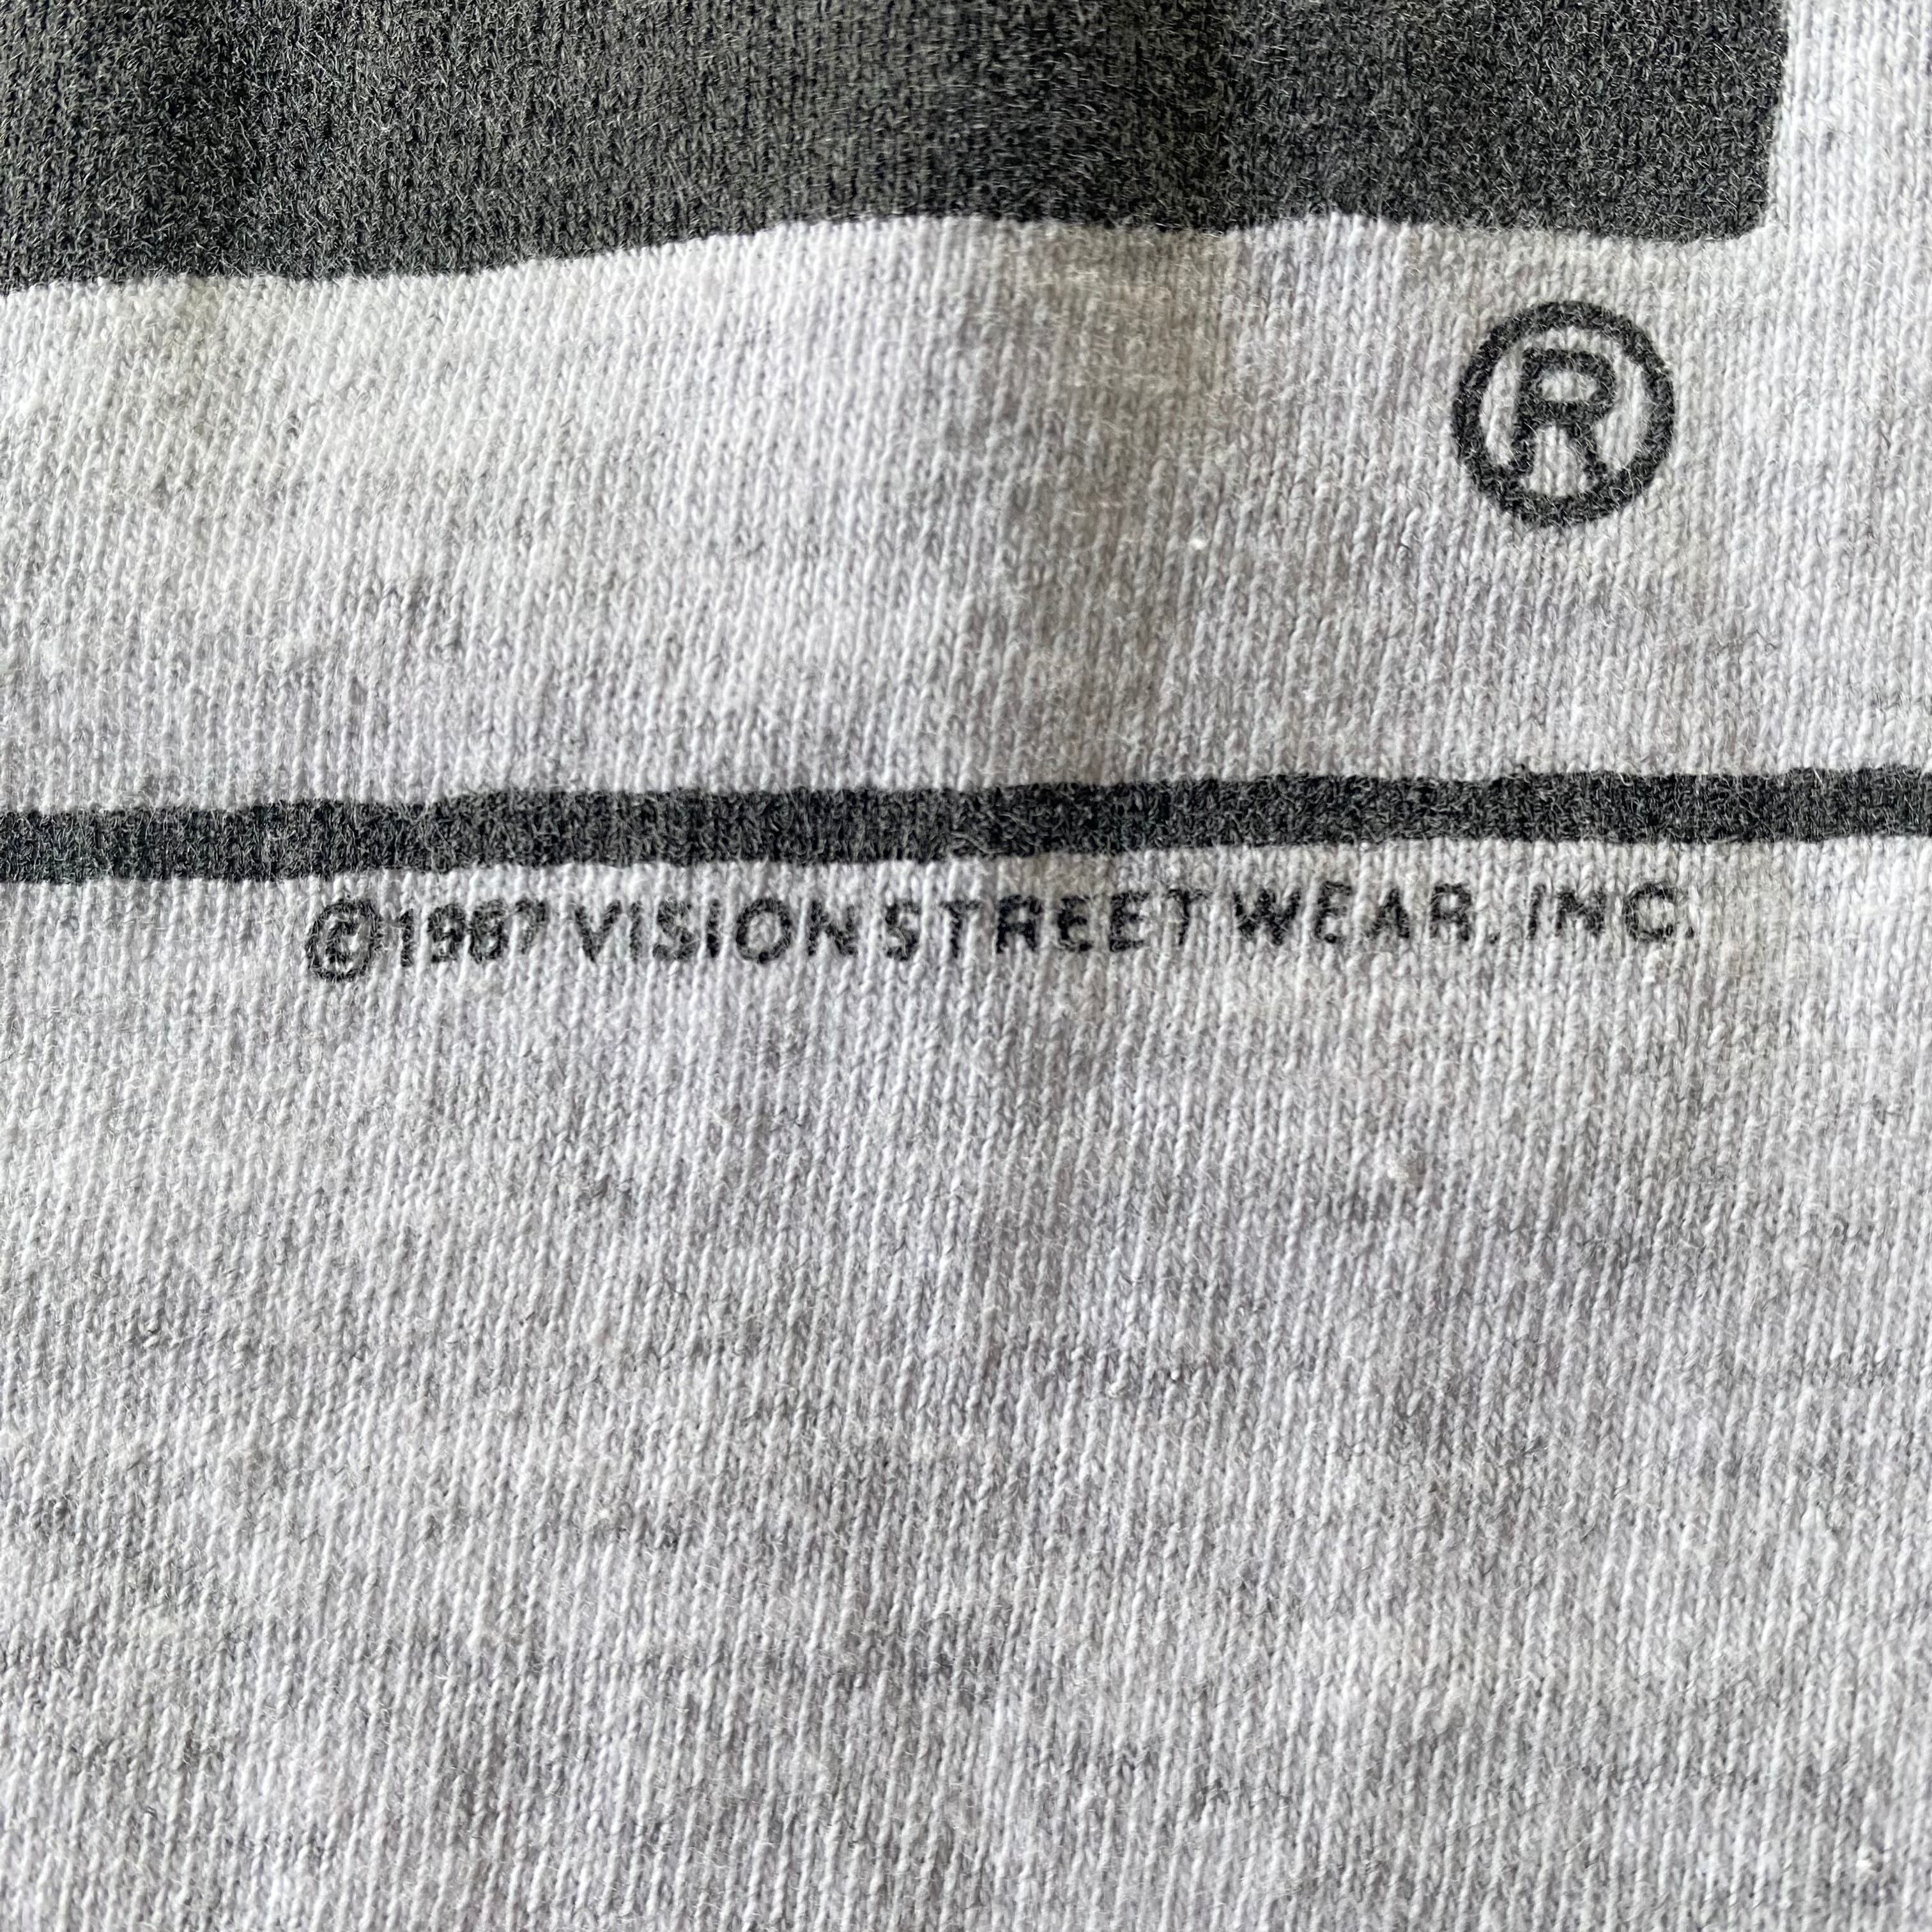 ®
©1987 VISION STREET WEAR, INC.